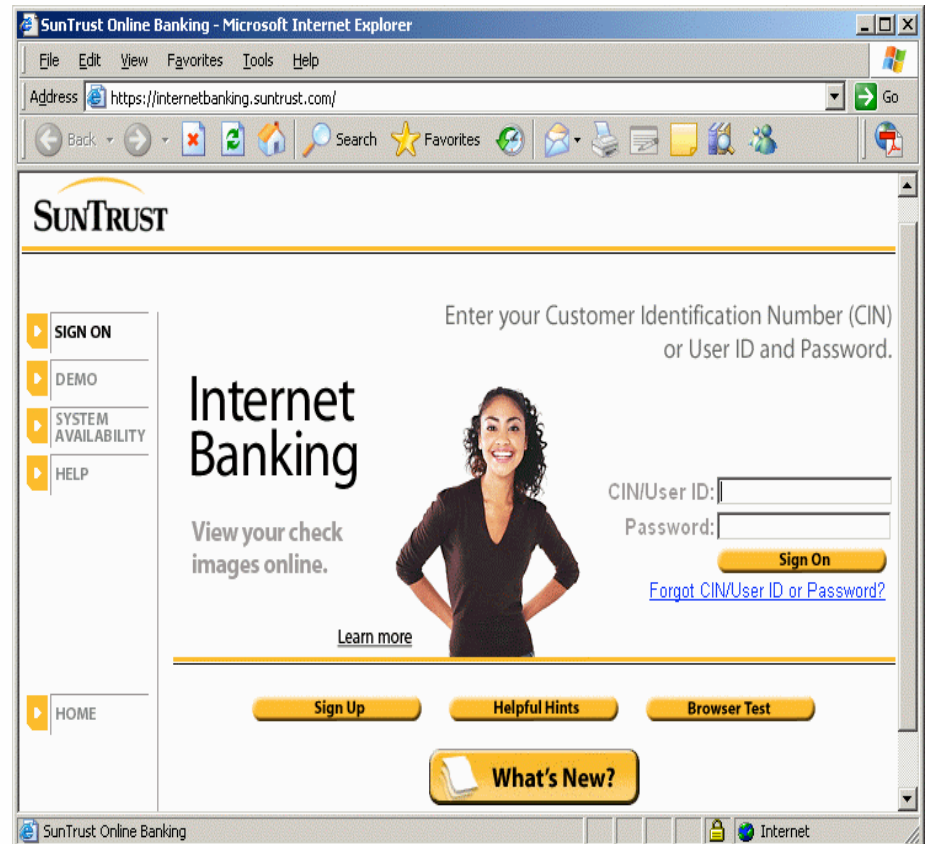 SunTrust Online Banking - Microsoft Internet Explorer
File Edit View Favorites Tools Help
Address https://internetbanking.suntrust.com/ Go
Back Search Favorites
SUNTRUST
Enter your Customer Identification Number (CIN)
or User ID and Password.
SIGN ON
DEMO
SYSTEM
AVAILABILITY
HELP
Internet
Banking
View your check
images online.
Learn more
CIN/User ID:
Password:
Sign On
Forgot CIN/User ID or Password?
HOME
Sign Up Helpful Hints Browser Test
What's New?
SunTrust Online Banking Internet